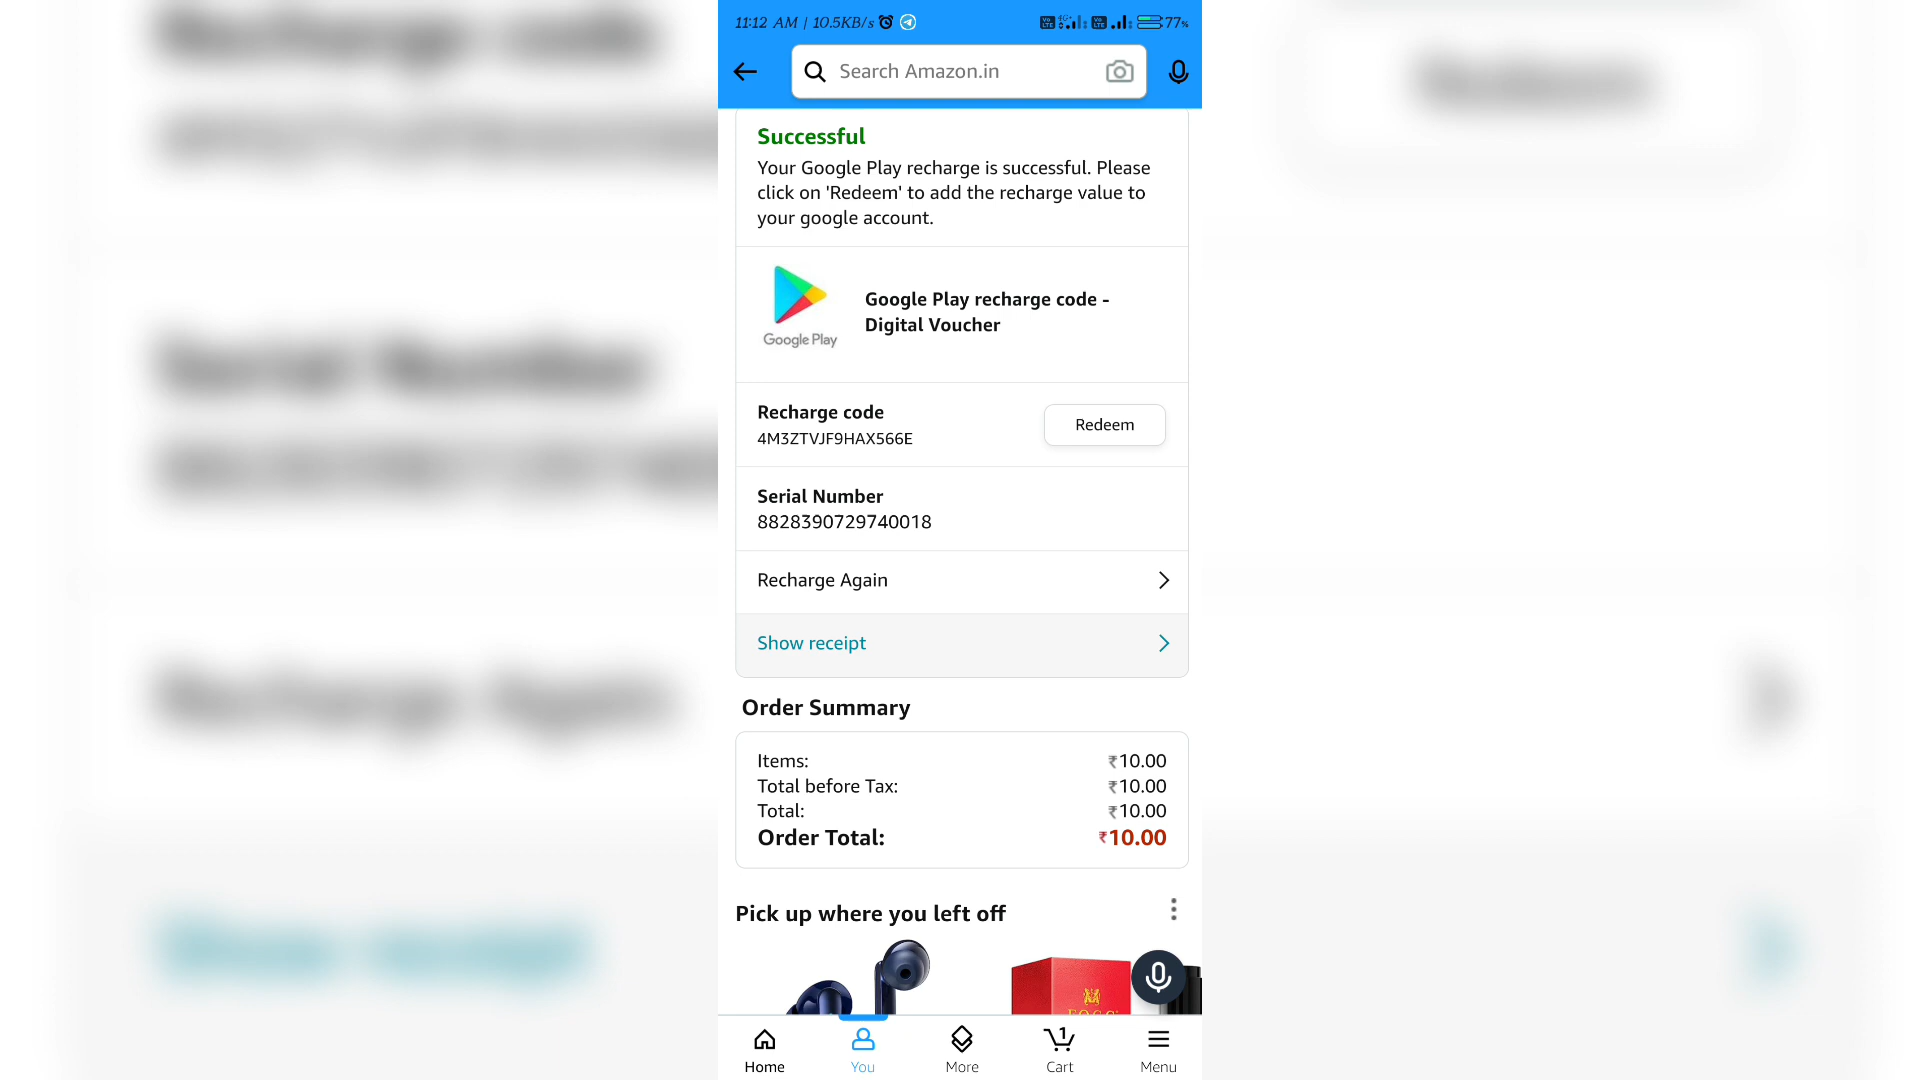 11:12 AM | 10.5KB/s
77%
Search Amazon.in
Successful
Your Google Play recharge is successful. Please
click on 'Redeem' to add the recharge value to
your google account.
Google Play
Google Play recharge code -
Digital Voucher
Recharge code
4M3ZTVJF9HAX566E
Redeem
Serial Number
8828390729740018
Recharge Again
Show receipt
Order Summary
Items: ₹10.00
Total before Tax: ₹10.00
Total: ₹10.00
Order Total: ₹10.00
Pick up where you left off
1
Home You More Cart Menu